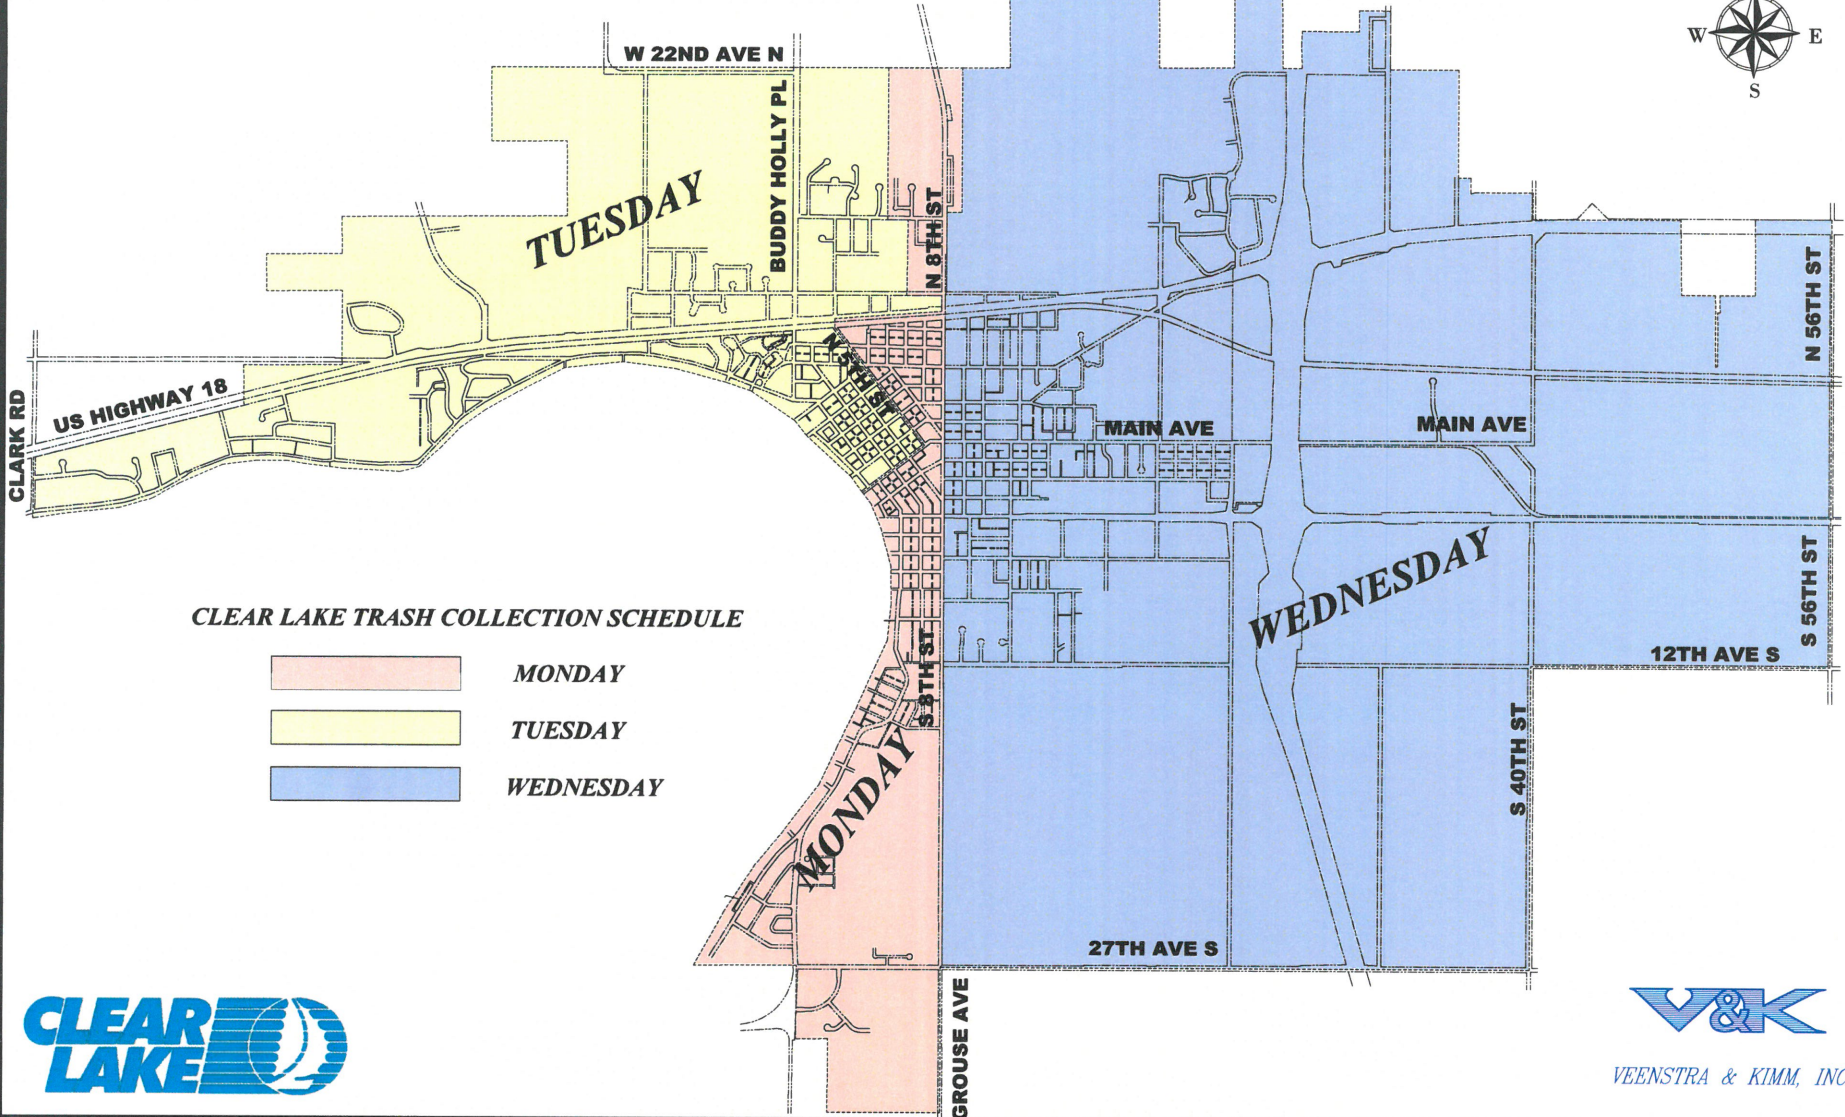 W
E
S
W 22ND AVE N
BUDDY HOLLY PL
TUESDAY
N 8TH ST
N 56TH ST
N 5TH ST
US HIGHWAY 18
CLARK RD
MAIN AVE
MAIN AVE
WEDNESDAY
S 56TH ST
12TH AVE S
CLEAR LAKE TRASH COLLECTION SCHEDULE
MONDAY
TUESDAY
WEDNESDAY
S 8TH ST
MONDAY
S 40TH ST
27TH AVE S
GROUSE AVE
CLEAR
LAKE
V&K
VEENSTRA & KIMM, INC